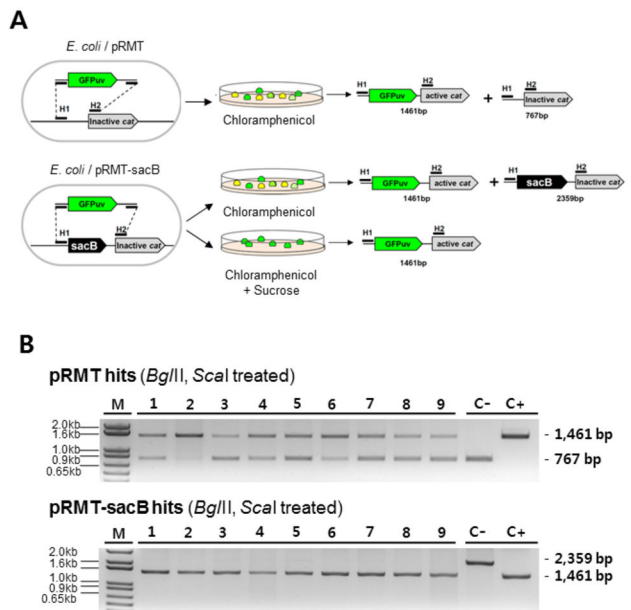 A
E. coli / pRMT
GFPuv
H1
H2
Inactive cat
Chloramphenicol
H1
H2
GFPuv
active cat
1461bp
+
H1
H2
Inactive cat
767bp
E. coli / pRMT-sacB
GFPuv
H1
H2
sacB
Inactive cat
Chloramphenicol
H1
H2
GFPuv
active cat
1461bp
+
H1
H2
sacB
Inactive cat
2359bp
Chloramphenicol
+ Sucrose
H1
H2
GFPuv
active cat
1461bp
B
pRMT hits (BglII, ScaI treated)
M 1 2 3 4 5 6 7 8 9 C- C+
2.0kb
1.6kb
1.0kb
0.9kb
0.65kb
- 1,461 bp
- 767 bp
pRMT-sacB hits (BglII, ScaI treated)
M 1 2 3 4 5 6 7 8 9 C- C+
2.0kb
1.6kb
1.0kb
0.9kb
0.65kb
- 2,359 bp
- 1,461 bp